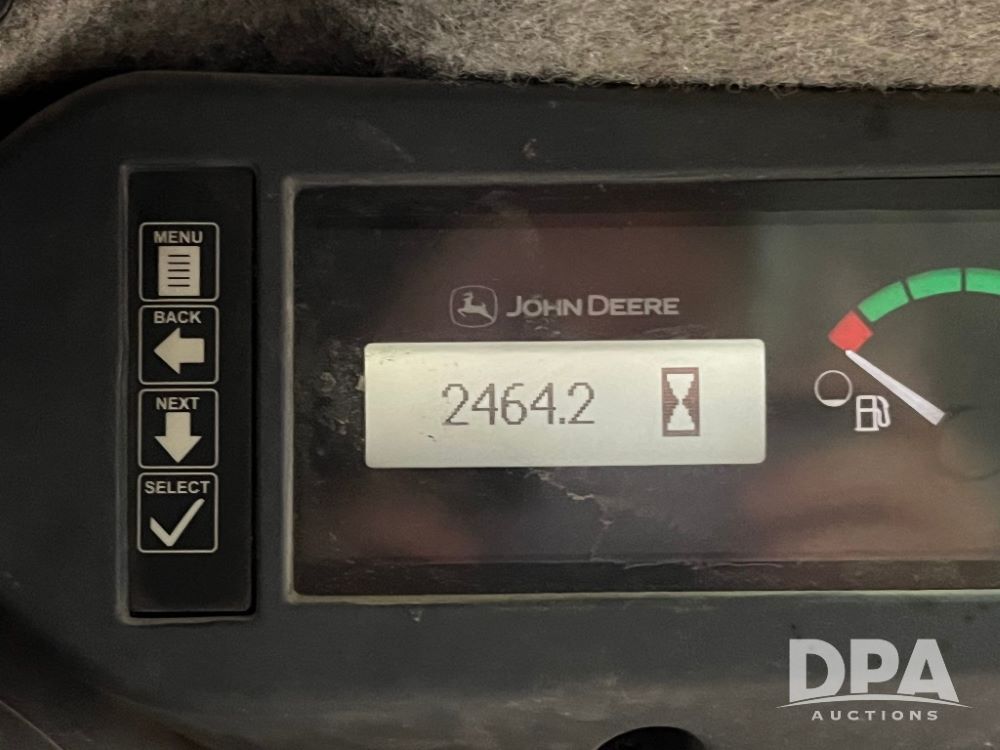 MENU
BACK
NEXT
SELECT
JOHN DEERE
2464.2
DPA
AUCTIONS